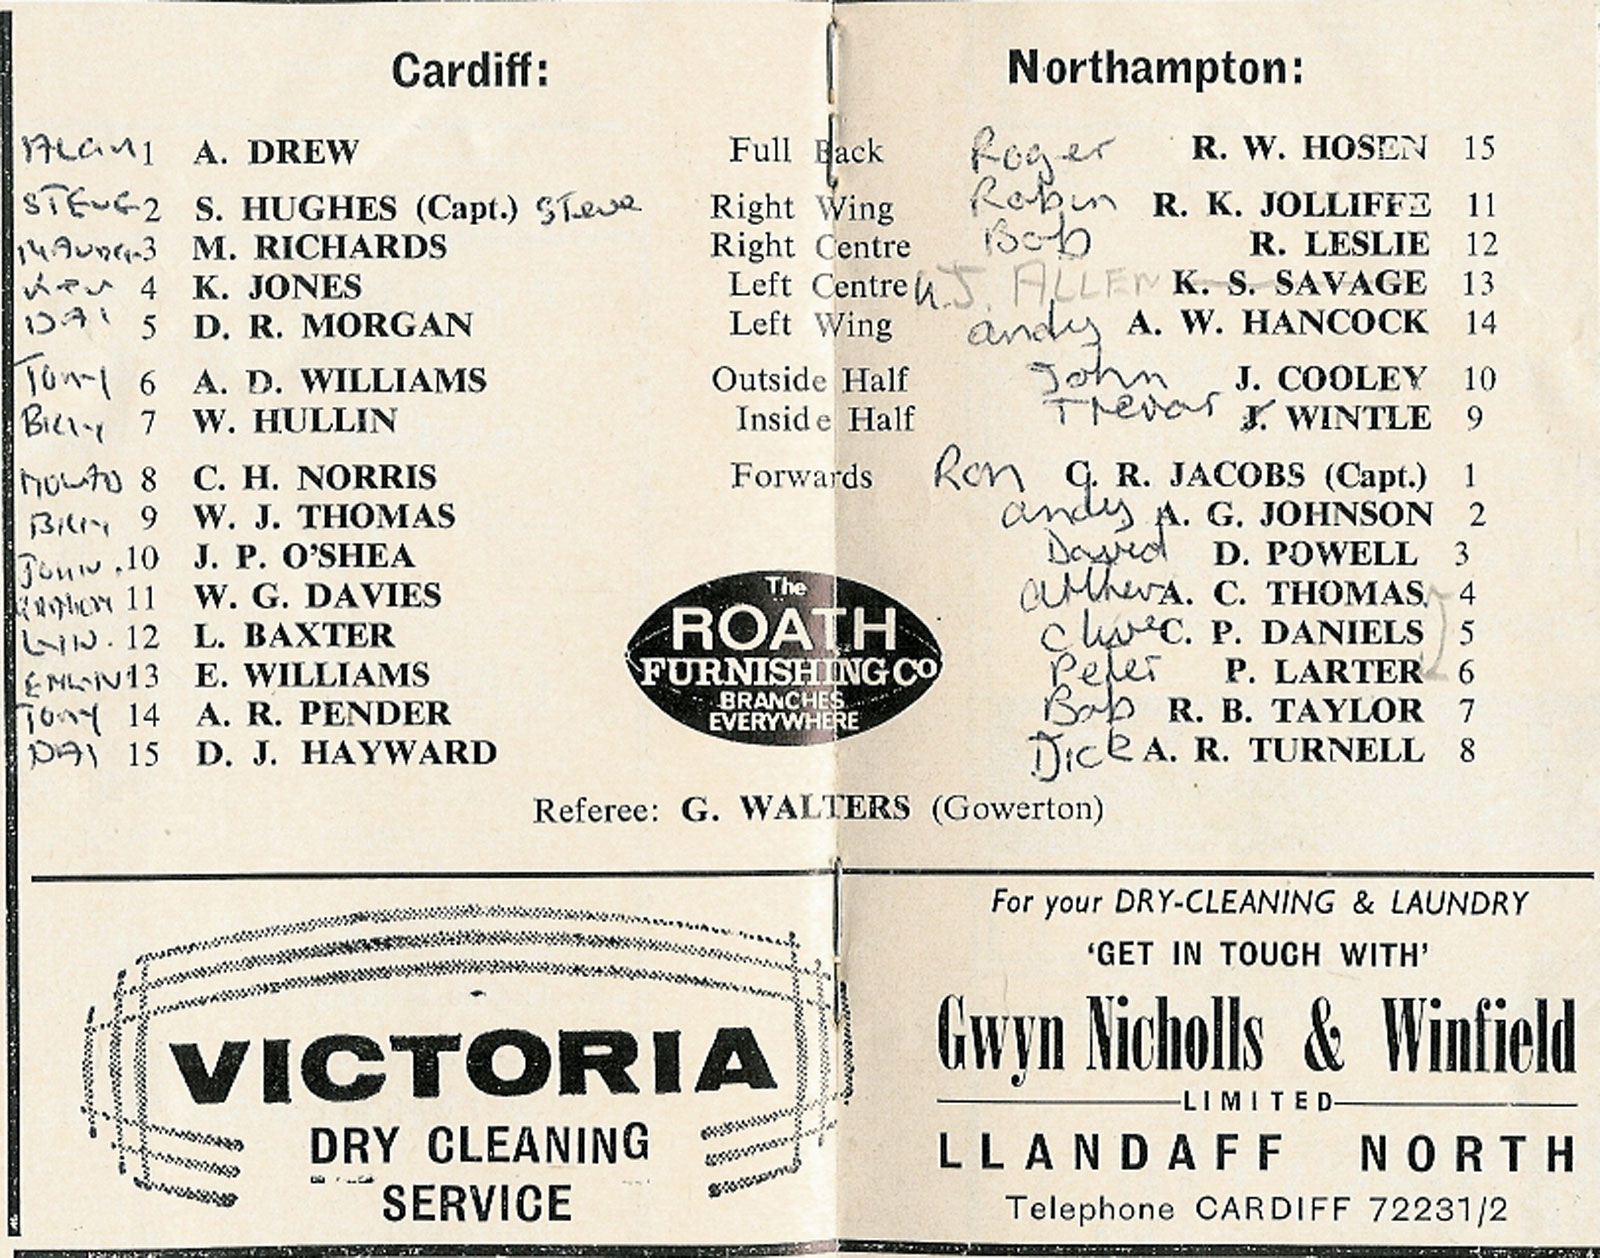 Cardiff: Northampton:
Alan 1 A. DREW Full Back Roger R. W. HOSEN 15
STEVE 2 S. HUGHES (Capt.) Steve Right Wing Robin R. K. JOLLIFFE 11
3 M. RICHARDS Right Centre Bob R. LESLIE 12
Ken 4 K. JONES Left Centre J. ALLEN K. S. SAVAGE 13
DAI 5 D. R. MORGAN Left Wing andy A. W. HANCOCK 14
Tony 6 A. D. WILLIAMS Outside Half John J. COOLEY 10
Billy 7 W. HULLIN Inside Half Trevor J. WINTLE 9
8 C. H. NORRIS Forwards Ron C. R. JACOBS (Capt.) 1
Billy 9 W. J. THOMAS andy A. G. JOHNSON 2
John 10 J. P. O'SHEA David D. POWELL 3
11 W. G. DAVIES A. C. THOMAS 4
LYN. 12 L. BAXTER Clive C. P. DANIELS 5
13 E. WILLIAMS Peter P. LARTER 6
Tony 14 A. R. PENDER Bob R. B. TAYLOR 7
DAI 15 D. J. HAYWARD Dick A. R. TURNELL 8
The
ROATH
FURNISHING CO
BRANCHES
EVERYWHERE
Referee: G. WALTERS (Gowerton)
VICTORIA
DRY CLEANING
SERVICE
For your DRY-CLEANING & LAUNDRY
'GET IN TOUCH WITH'
Gwyn Nicholls & Winfield
LIMITED
LLANDAFF NORTH
Telephone CARDIFF 72231/2